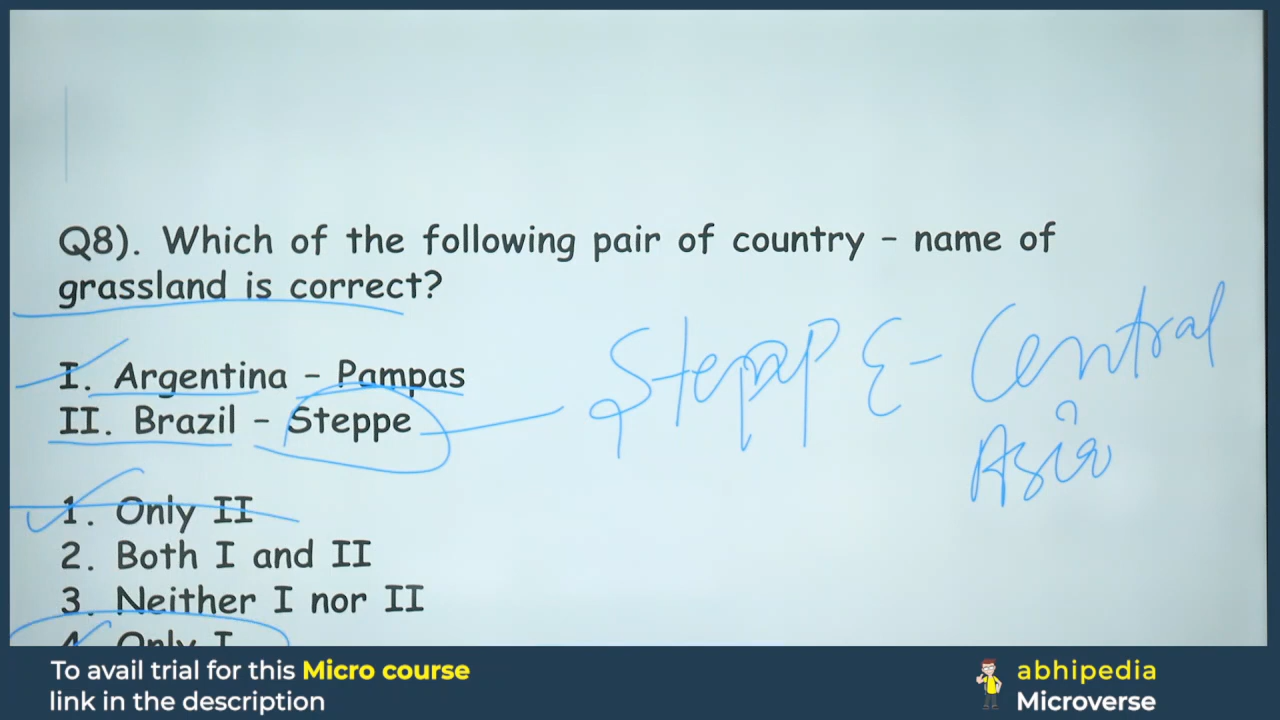 Q8). Which of the following pair of country - name of
grassland is correct?
I. Argentina - Pampas
II. Brazil - Steppe
Steppe - Central
Asia
1. Only II
2. Both I and II
3. Neither I nor II
4. Only I
To avail trial for this Micro course
link in the description
abhipedia
Microverse